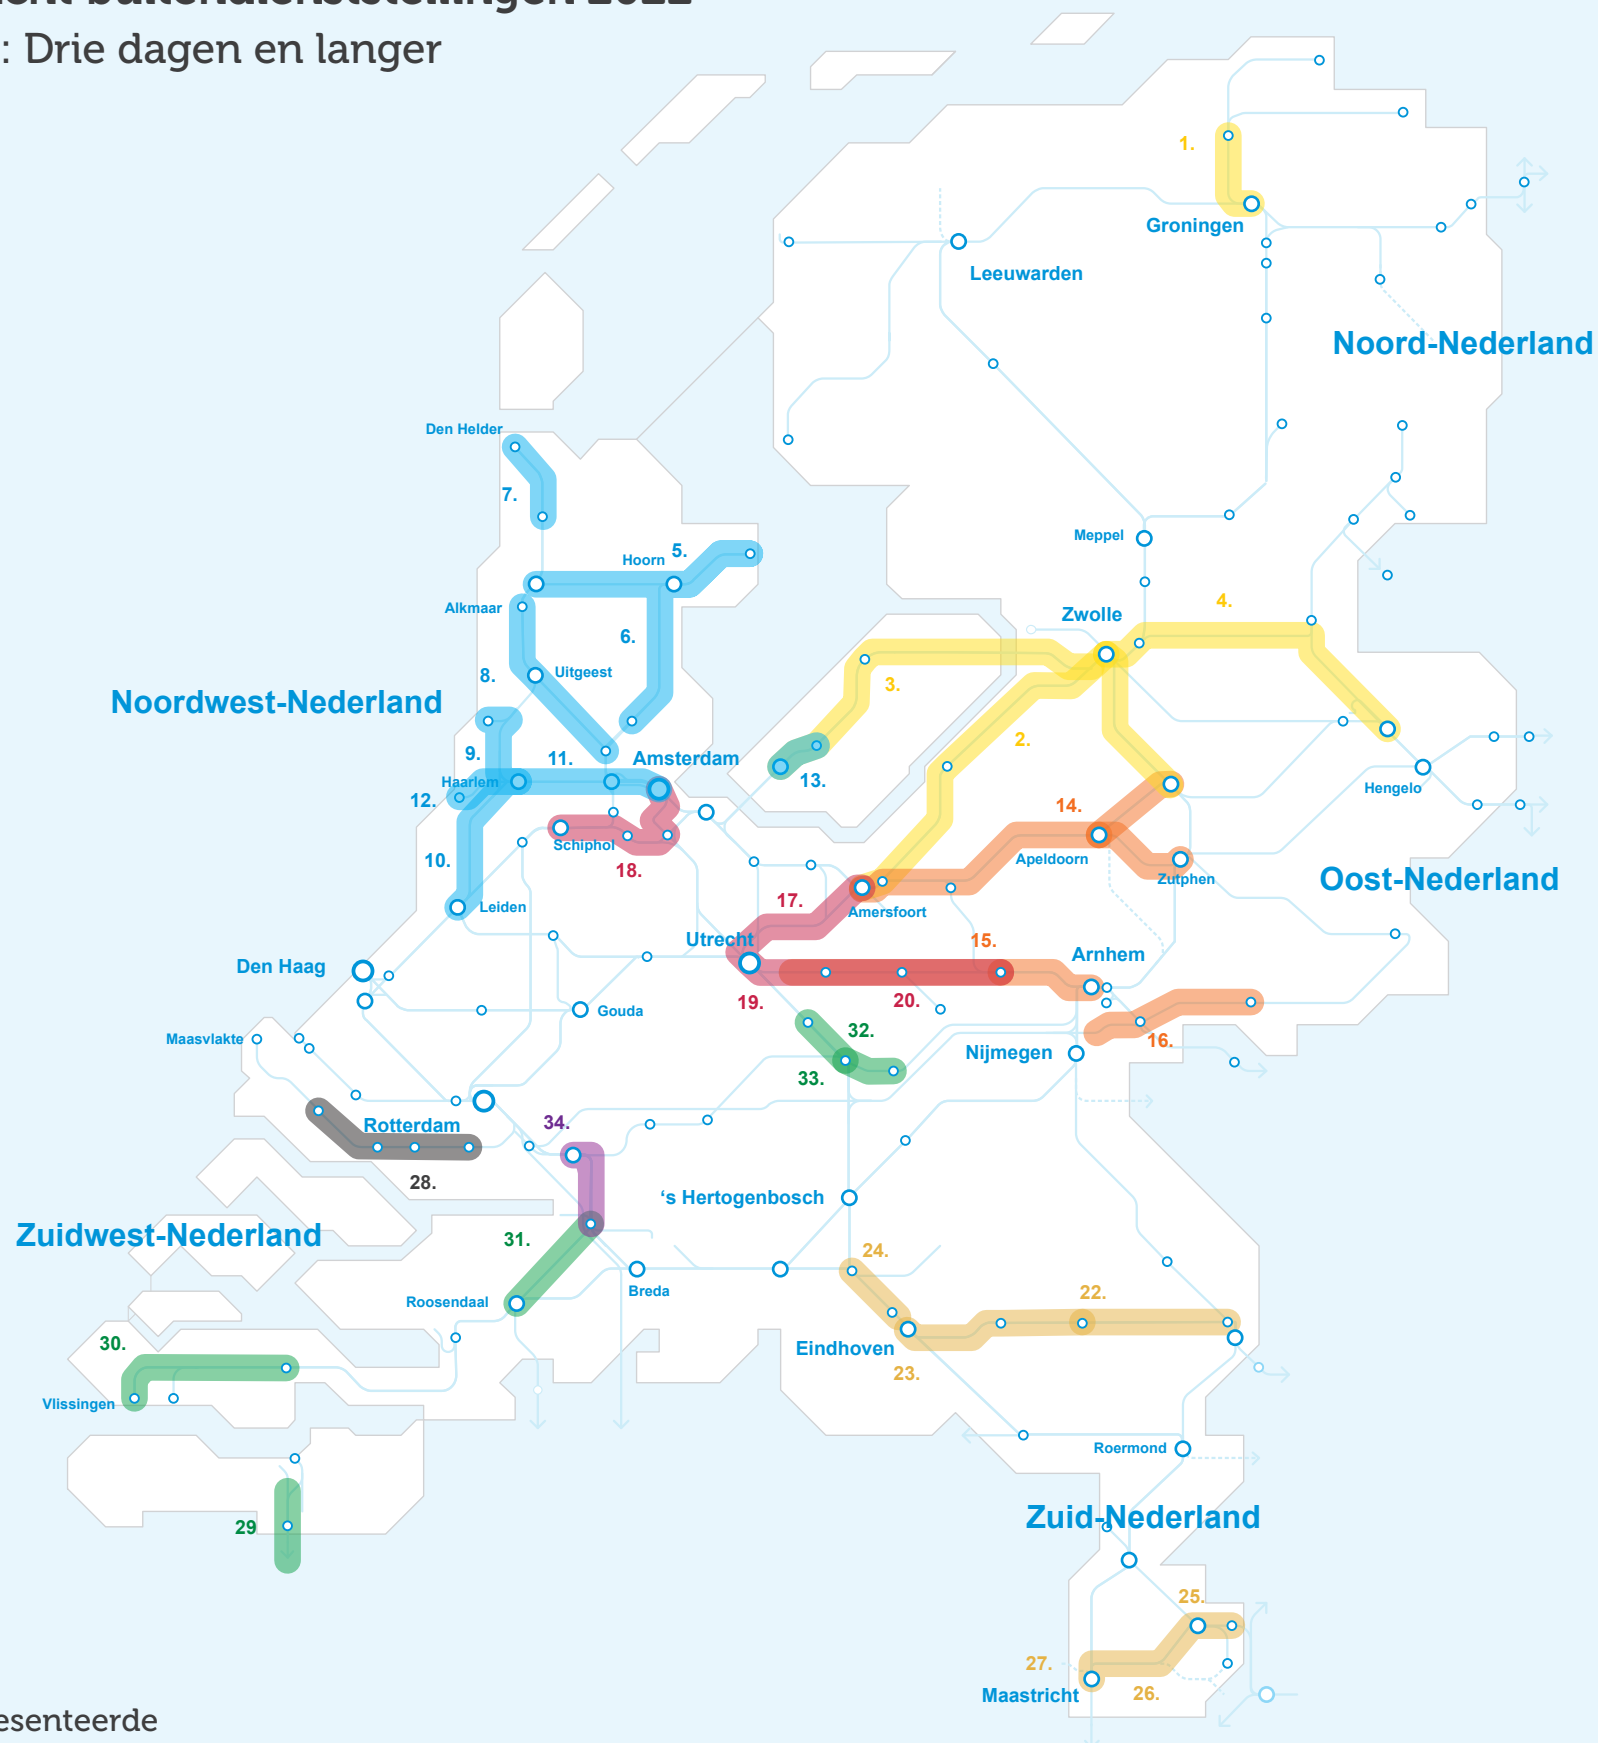 buitendienststellingen 2022
: Drie dagen en langer
1.
Groningen
Leeuwarden
Noord-Nederland
Den Helder
7.
Hoorn
5.
Meppel
Alkmaar
Zwolle
4.
6.
Uitgeest
8.
3.
Noordwest-Nederland
2.
9.
11.
Amsterdam
Haarlem
13.
Hengelo
12.
14.
Schiphol
Apeldoorn
10.
18.
Zutphen
Oost-Nederland
17.
Leiden
Amersfoort
Utrecht
15.
Arnhem
Den Haag
19.
20.
Gouda
Maasvlakte
32.
16.
Nijmegen
33.
Rotterdam
34.
28.
's Hertogenbosch
Zuidwest-Nederland
31.
24.
Breda
22.
Roosendaal
30.
Eindhoven
23.
Vlissingen
Roermond
Zuid-Nederland
29
25.
27.
Maastricht
26.
esenteerde